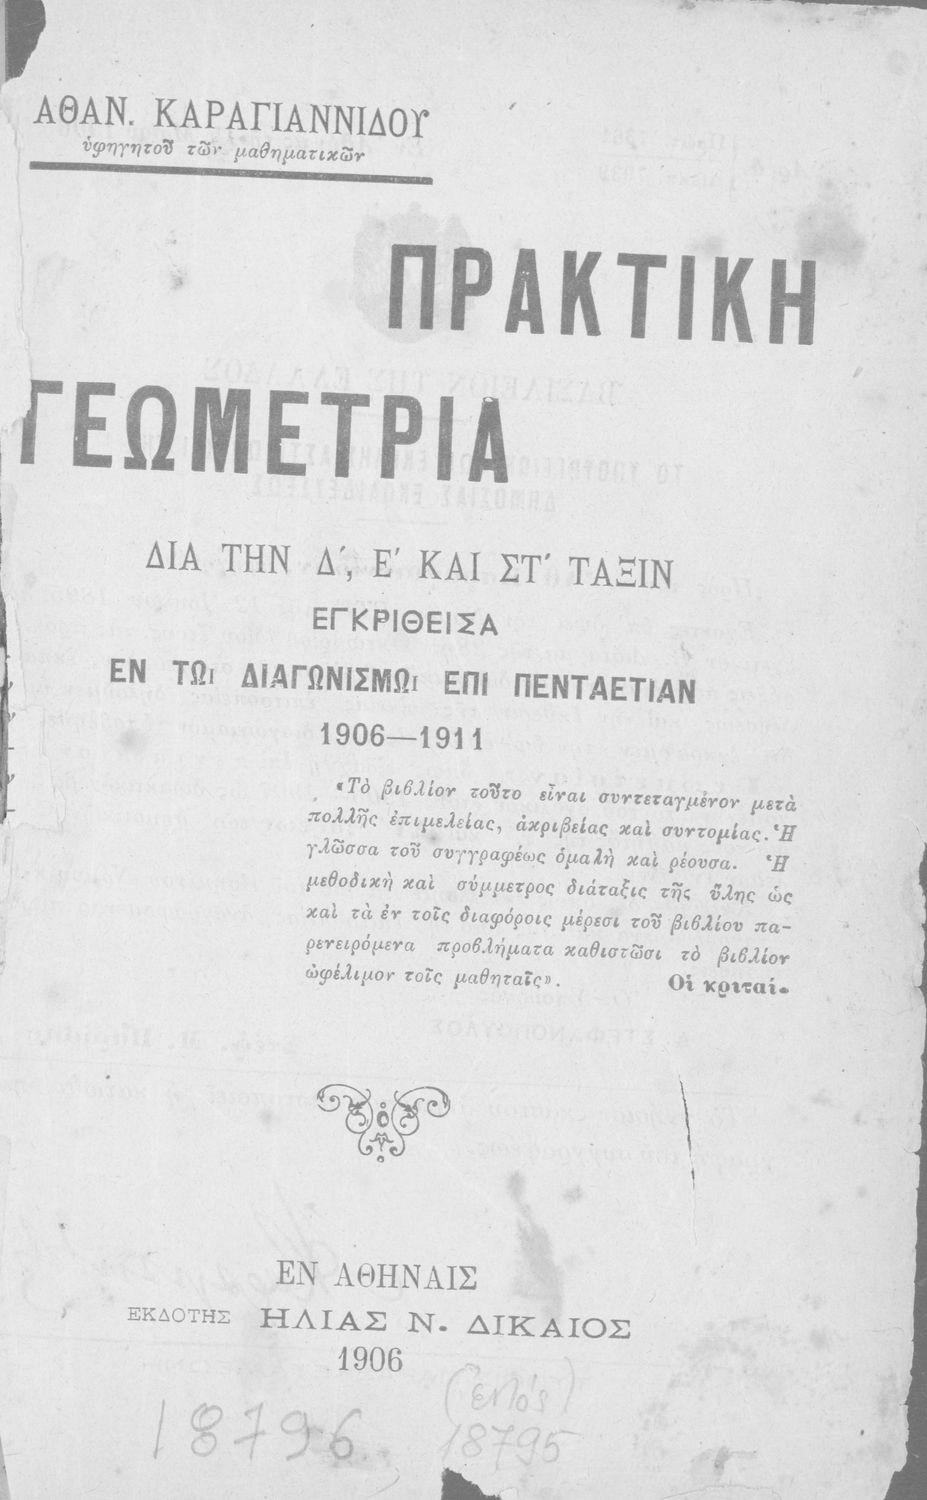 ΑΘΑΝ. ΚΑΡΑΓΙΑΝΝΙΔΟΥ
ὑφηγητοῦ τῶν μαθηματικῶν
ΠΡΑΚΤΙΚΗ
ΓΕΩΜΕΤΡΙΑ
ΔΙΑ ΤΗΝ Δ΄, Ε΄ ΚΑΙ ΣΤ΄ ΤΑΞΙΝ
ΕΓΚΡΙΘΕΙΣΑ
ΕΝ ΤΩι ΔΙΑΓΩΝΙΣΜΩι ΕΠΙ ΠΕΝΤΑΕΤΙΑΝ
1906—1911
«Τὸ βιβλίον τοῦτο εἶναι συντεταγμένον μετὰ
πολλῆς ἐπιμελείας, ἀκριβείας καὶ συντομίας. Ἡ
γλῶσσα τοῦ συγγραφέως ὁμαλὴ καὶ ρέουσα. Ἡ
μεθοδικὴ καὶ σύμμετρος διάταξις τῆς ὕλης ὡς
καὶ τὰ ἐν τοῖς διαφόροις μέρεσι τοῦ βιβλίου πα-
ρενειρόμενα προβλήματα καθιστῶσι τὸ βιβλίον
ὠφέλιμον τοῖς μαθηταῖς». Οἱ κριταί.
ΕΝ ΑΘΗΝΑΙΣ
ΕΚΔΟΤΗΣ ΗΛΙΑΣ Ν. ΔΙΚΑΙΟΣ
1906
(ἐντός)
18796 18795